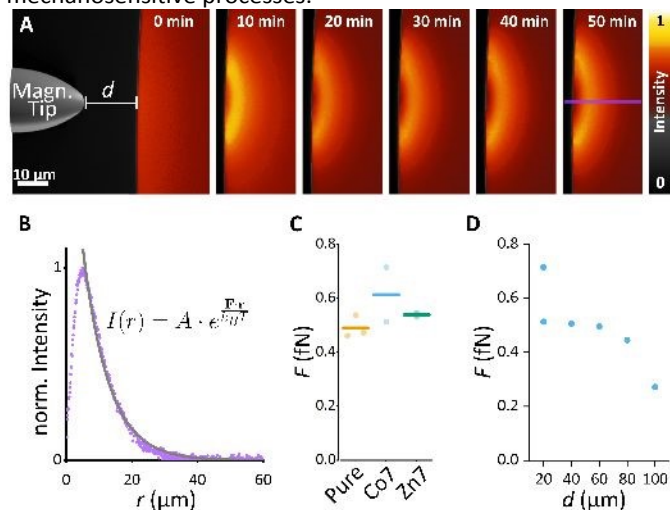 mechanosensitive processes.
A
0 min
10 min
20 min
30 min
40 min
50 min
1
Magn.
Tip
d
Intensity
10 µm
0
B
C
D
norm. Intensity
1
0
0
20
40
60
r (µm)
F (fN)
0.8
0.6
0.4
0.2
0.0
Pure
Co7
Zn7
F (fN)
0.8
0.6
0.4
0.2
0.0
20
40
60
80
100
d (µm)